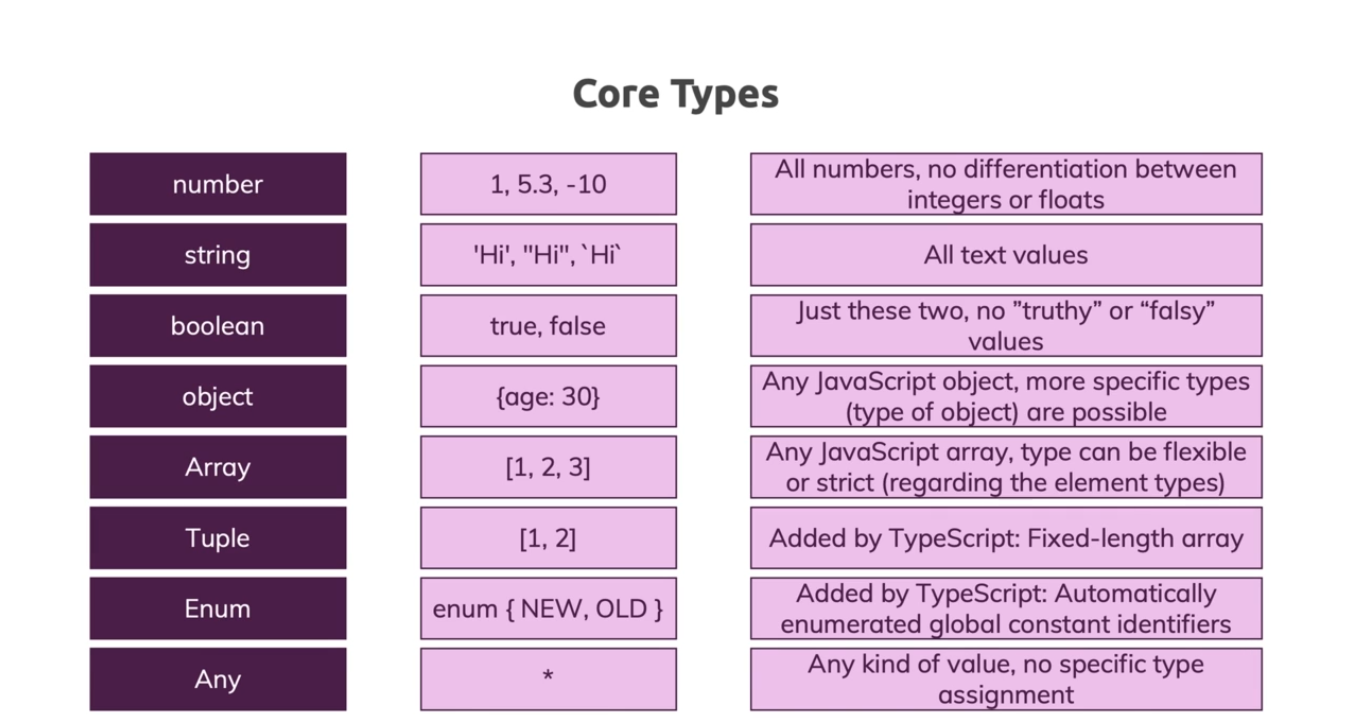 Core Types
number
1, 5.3, -10
All numbers, no differentiation between
integers or floats
string
'Hi', "Hi", `Hi`
All text values
boolean
true, false
Just these two, no ”truthy” or “falsy”
values
object
{age: 30}
Any JavaScript object, more specific types
(type of object) are possible
Array
[1, 2, 3]
Any JavaScript array, type can be flexible
or strict (regarding the element types)
Tuple
[1, 2]
Added by TypeScript: Fixed-length array
Enum
enum { NEW, OLD }
Added by TypeScript: Automatically
enumerated global constant identifiers
Any
*
Any kind of value, no specific type
assignment